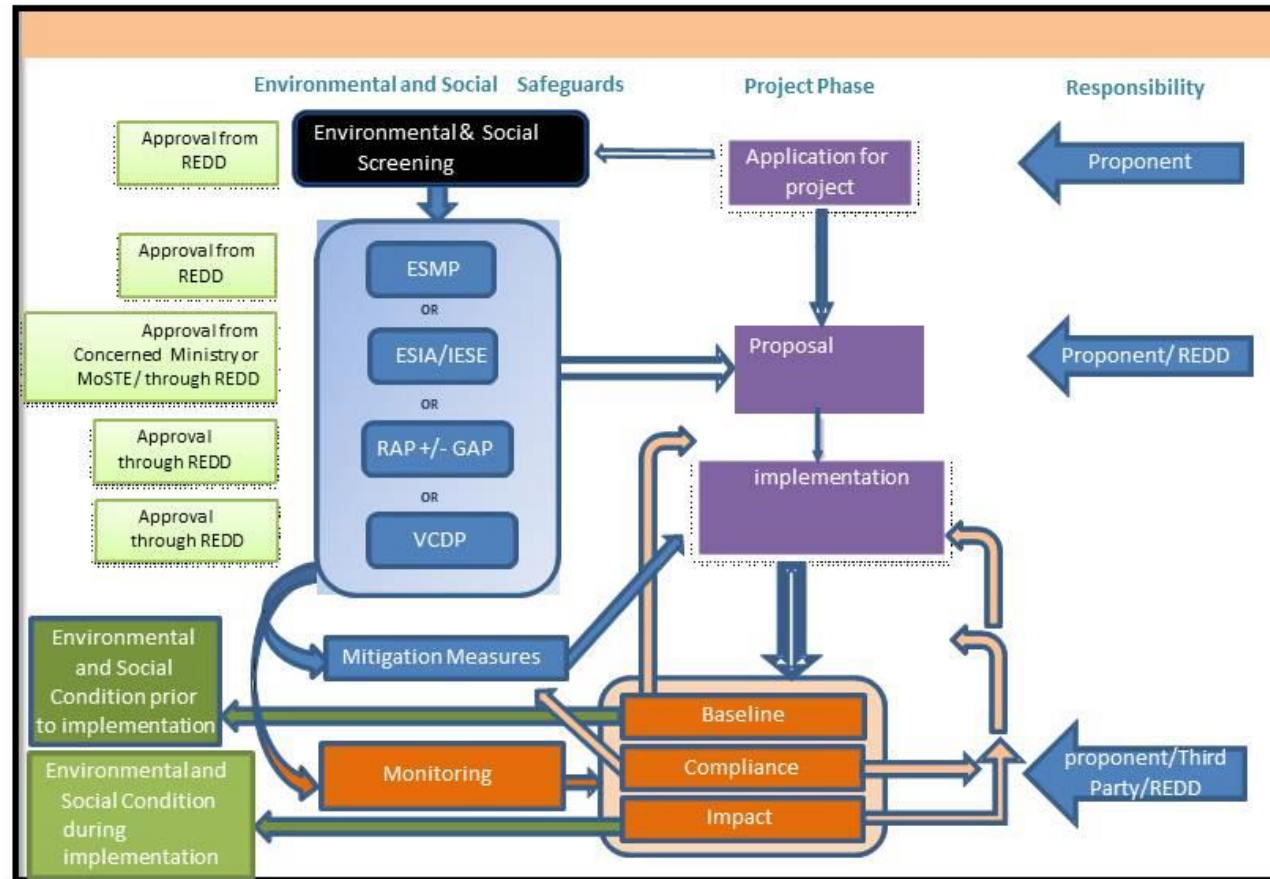 Environmental and Social Safeguards
Project Phase
Responsibility
Approval from
REDD
Environmental & Social
Screening
Application for
project
Proponent
Approval from
REDD
ESMP
OR
Approval from
Concerned Ministry or
MoSTE/ through REDD
ESIA/IESE
Proposal
Proponent/ REDD
OR
Approval
through REDD
RAP +/- GAP
implementation
OR
Approval
through REDD
VCDP
Environmental
and Social
Condition prior
to implementation
Mitigation Measures
Baseline
Environmental and
Social Condition
during
implementation
Monitoring
Compliance
Impact
proponent/Third
Party/REDD